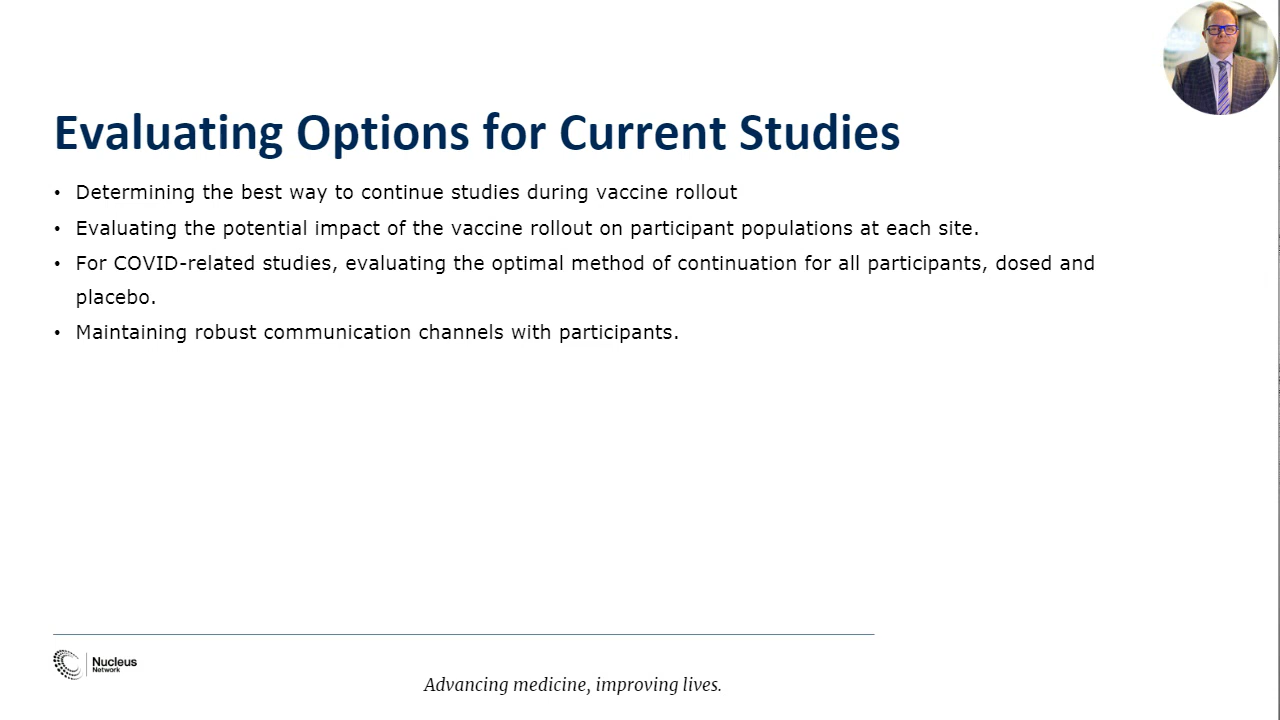 Evaluating Options for Current Studies
• Determining the best way to continue studies during vaccine rollout
• Evaluating the potential impact of the vaccine rollout on participant populations at each site.
• For COVID-related studies, evaluating the optimal method of continuation for all participants, dosed and
placebo.
• Maintaining robust communication channels with participants.
Nucleus
Network
Advancing medicine, improving lives.